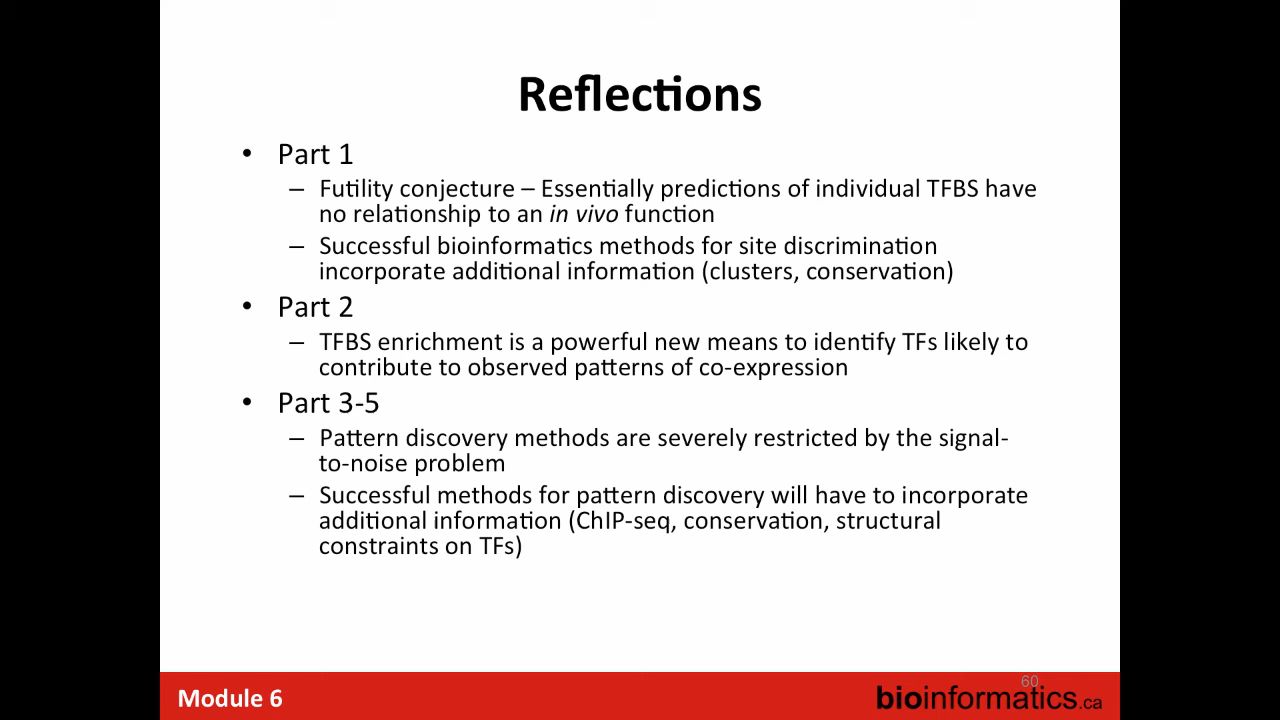 Reflections
• Part 1
– Futility conjecture – Essentially predictions of individual TFBS have
no relationship to an in vivo function
– Successful bioinformatics methods for site discrimination
incorporate additional information (clusters, conservation)
• Part 2
– TFBS enrichment is a powerful new means to identify TFs likely to
contribute to observed patterns of co-expression
• Part 3-5
– Pattern discovery methods are severely restricted by the signal-
to-noise problem
– Successful methods for pattern discovery will have to incorporate
additional information (ChIP-seq, conservation, structural
constraints on TFs)
60
Module 6
bioinformatics.ca